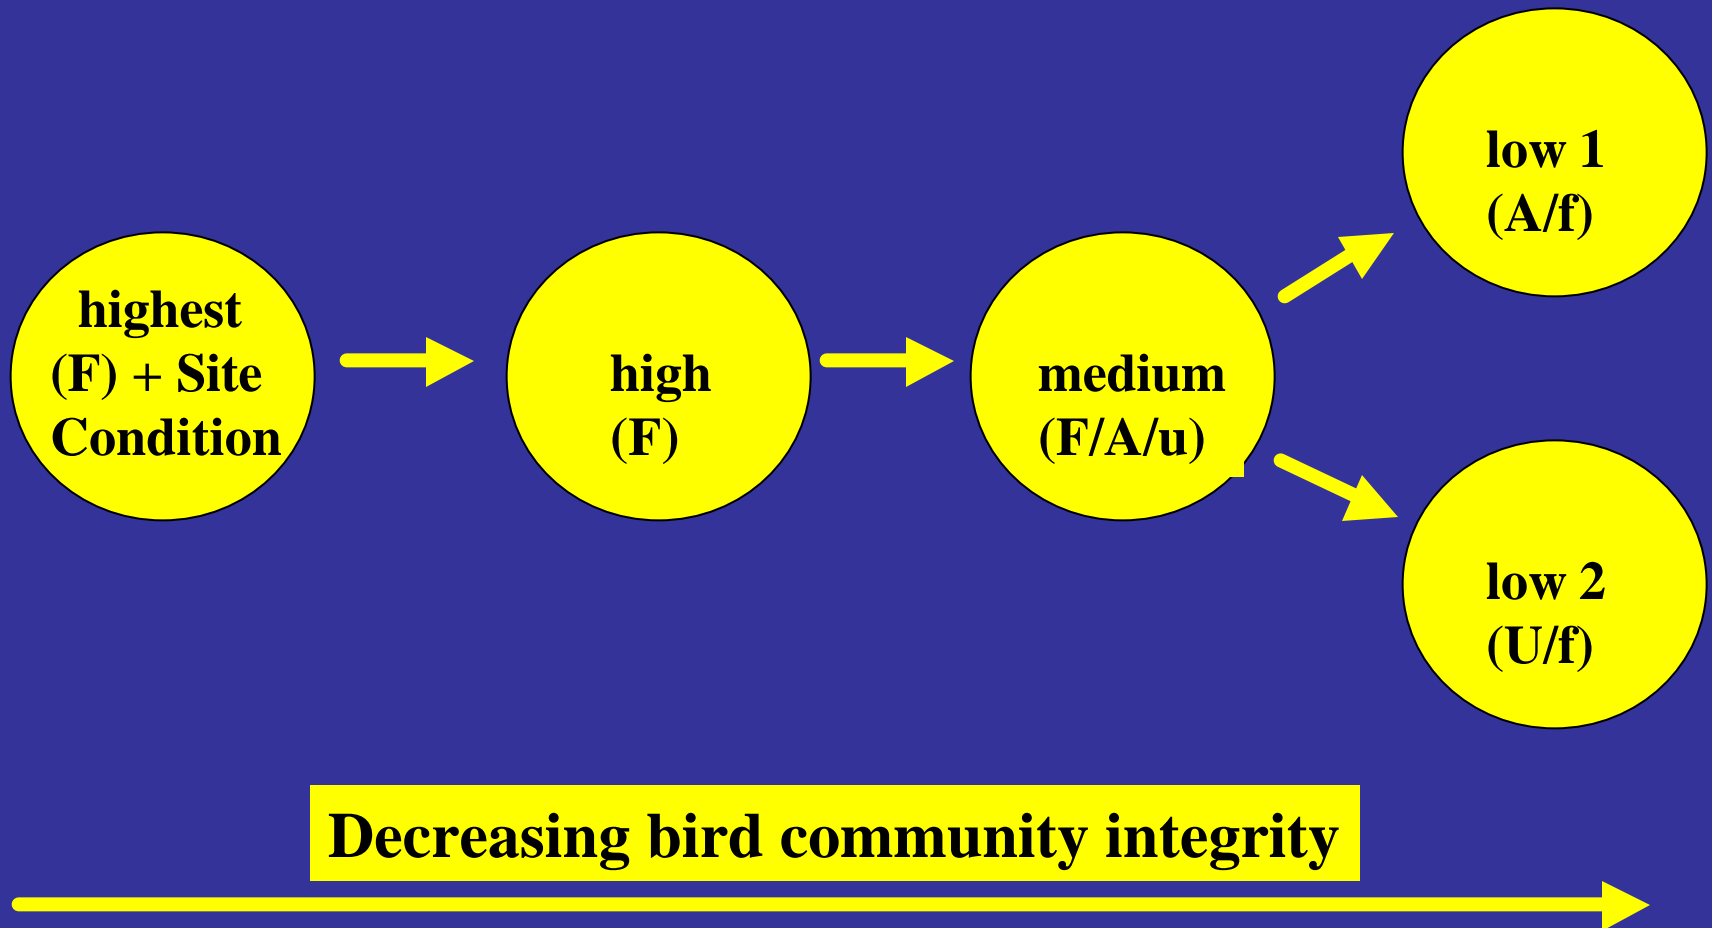 highest
(F) + Site
Condition
high
(F)
medium
(F/A/u)
low 1
(A/f)
low 2
(U/f)
Decreasing bird community integrity